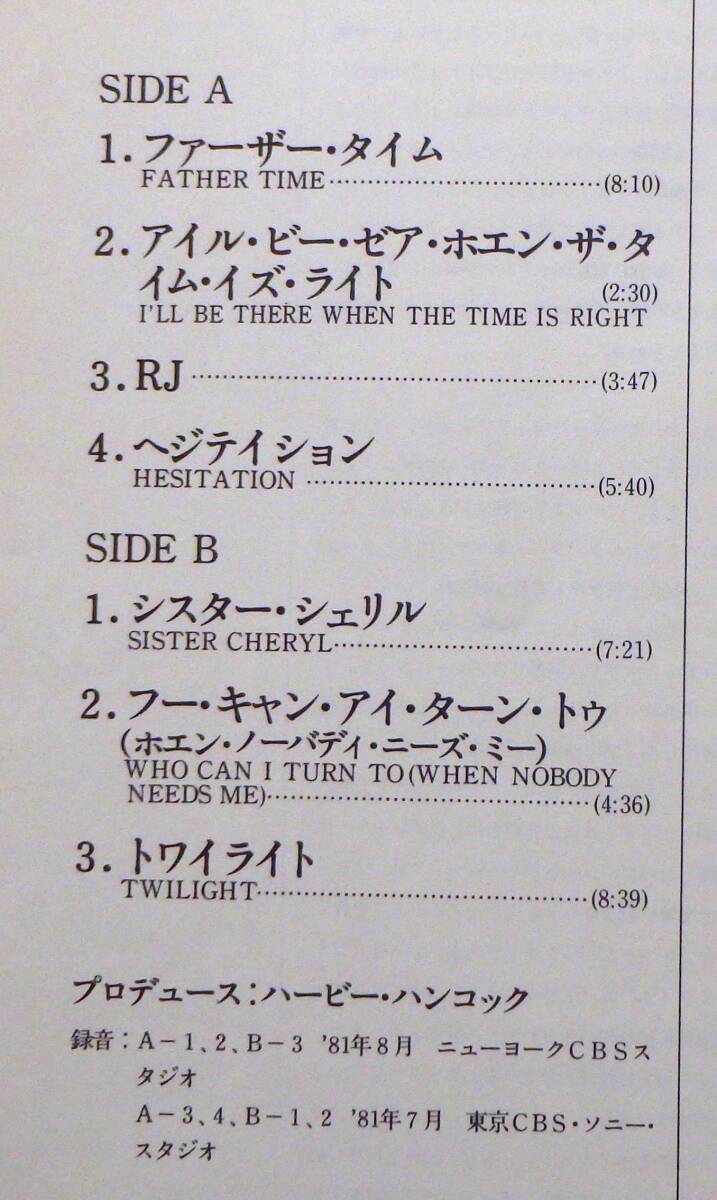 SIDE A
1. ファーザー・タイム
FATHER TIME……………………………(8:10)
2. アイル・ビー・ゼア・ホエン・ザ・タ
イム・イズ・ライト (2:30)
I'LL BE THERE WHEN THE TIME IS RIGHT
3. RJ……………………………………(3:47)
4. ヘジテイション
HESITATION ……………………………(5:40)
SIDE B
1. シスター・シェリル
SISTER CHERYL…………………………(7:21)
2. フー・キャン・アイ・ターン・トゥ
(ホエン・ノーバディ・ニーズ・ミー)
WHO CAN I TURN TO(WHEN NOBODY
NEEDS ME)………………………………(4:36)
3. トワイライト
TWILIGHT…………………………………(8:39)
プロデュース:ハービー・ハンコック
録音: A-1、2、B-3 '81年8月 ニューヨークCBSス
タジオ
A-3、4、B-1、2 '81年7月 東京CBS・ソニー・
スタジオ